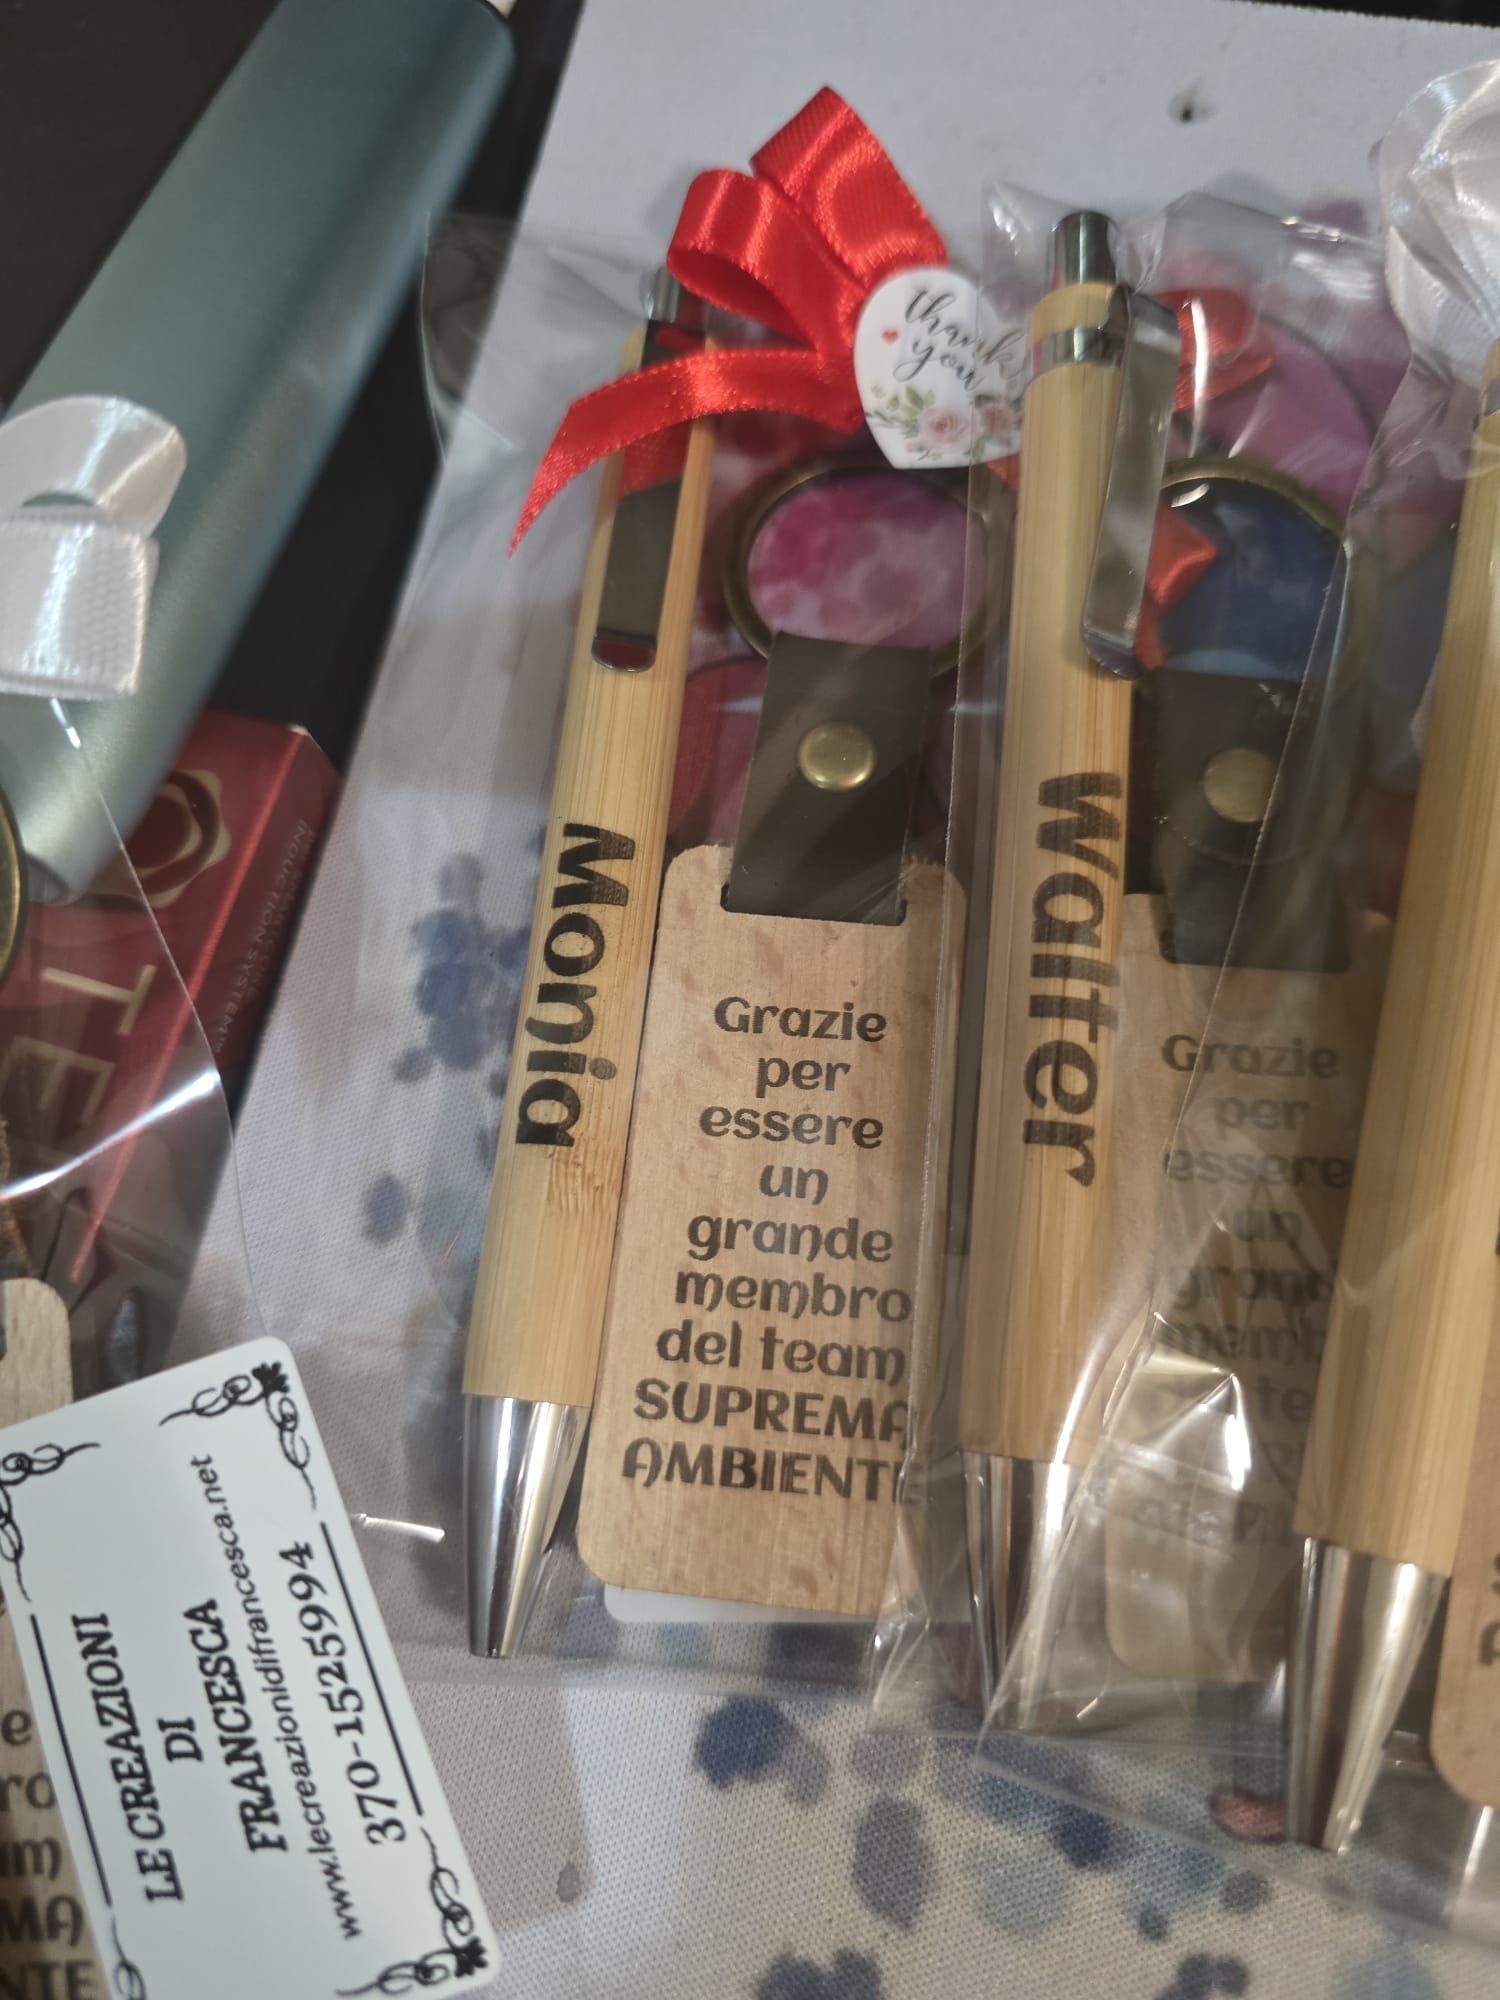 thank
you
Monia
Grazie
per
essere
un
grande
membro
del team
SUPREMA
AMBIENTE
Walter
Grazie
per
essere
un
LE CREAZIONI
DI
FRANCESCA
www.lecreazionidifrancesca.net
370-1525994